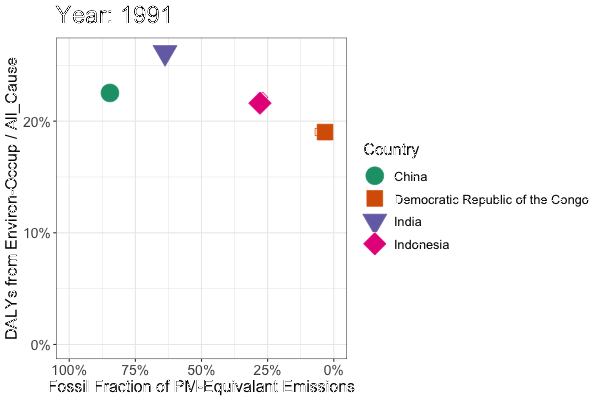 Year: 1991
DALYs from Environ-Occup / All_Cause
20%
10%
0%
100%
75%
50%
25%
0%
Fossil Fraction of PM-Equivalant Emissions
Country
China
Democratic Republic of the Congo
India
Indonesia